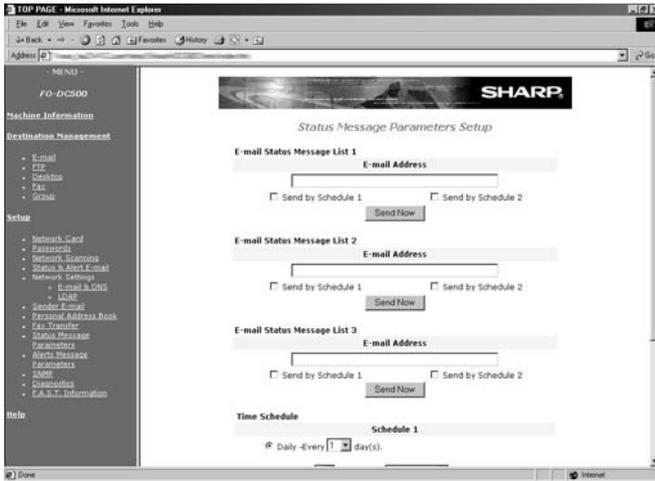 TOP PAGE - Microsoft Internet Explorer
File Edit View Favorites Tools Help
Back Search Favorites History
Address
Go
- MENU -
FO-DC500
Machine Information
Destination Management
E-mail
FTP
Desktop
Fax
Group
Setup
Network Card
Passwords
Network Scanning
Status & Alert E-mail
Network Settings
E-mail & DNS
LDAP
Sender E-mail
Personal Address Book
Fax Transfer
Status Message
Parameters
Alerts Message
Parameters
SNMP
Diagnostics
F.A.S.T. Information
Help
SHARP
Status Message Parameters Setup
E-mail Status Message List 1
E-mail Address
Send by Schedule 1 Send by Schedule 2
Send Now
E-mail Status Message List 2
E-mail Address
Send by Schedule 1 Send by Schedule 2
Send Now
E-mail Status Message List 3
E-mail Address
Send by Schedule 1 Send by Schedule 2
Send Now
Time Schedule
Schedule 1
Daily -Every 1 day(s).
Done
Internet